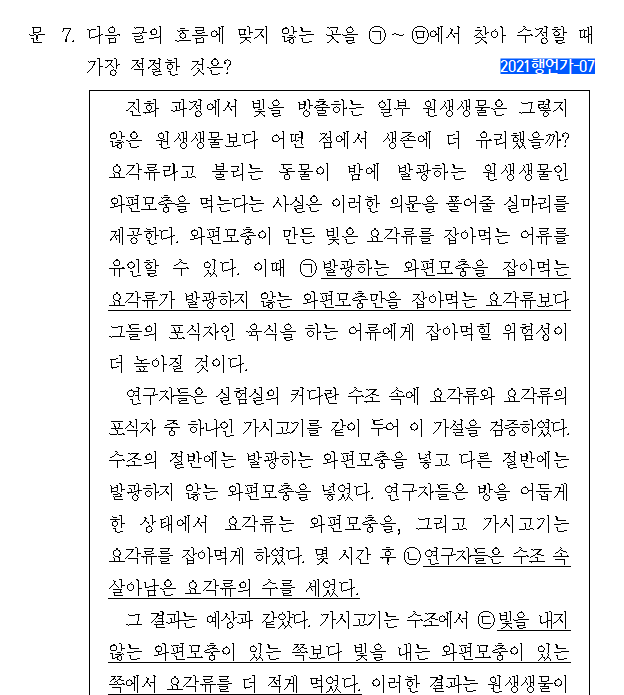 문 7. 다음 글의 흐름에 맞지 않는 곳을 ㉠~㉤에서 찾아 수정할 때
가장 적절한 것은?
2021행언가-07
진화 과정에서 빛을 방출하는 일부 원생생물은 그렇지
않은 원생생물보다 어떤 점에서 생존에 더 유리했을까?
요각류라고 불리는 동물이 밤에 발광하는 원생생물인
와편모충을 먹는다는 사실은 이러한 의문을 풀어줄 실마리를
제공한다. 와편모충이 만든 빛은 요각류를 잡아먹는 어류를
유인할 수 있다. 이때 ㉠발광하는 와편모충을 잡아먹는
요각류가 발광하지 않는 와편모충만을 잡아먹는 요각류보다
그들의 포식자인 육식을 하는 어류에게 잡아먹힐 위험성이
더 높아질 것이다.
연구자들은 실험실의 커다란 수조 속에 요각류와 요각류의
포식자 중 하나인 가시고기를 같이 두어 이 가설을 검증하였다.
수조의 절반에는 발광하는 와편모충을 넣고 다른 절반에는
발광하지 않는 와편모충을 넣었다. 연구자들은 방을 어둡게
한 상태에서 요각류는 와편모충을, 그리고 가시고기는
요각류를 잡아먹게 하였다. 몇 시간 후 ㉡연구자들은 수조 속
살아남은 요각류의 수를 세었다.
그 결과는 예상과 같았다. 가시고기는 수조에서 ㉢빛을 내지
않는 와편모충이 있는 쪽보다 빛을 내는 와편모충이 있는
쪽에서 요각류를 더 적게 먹었다. 이러한 결과는 원생생물이